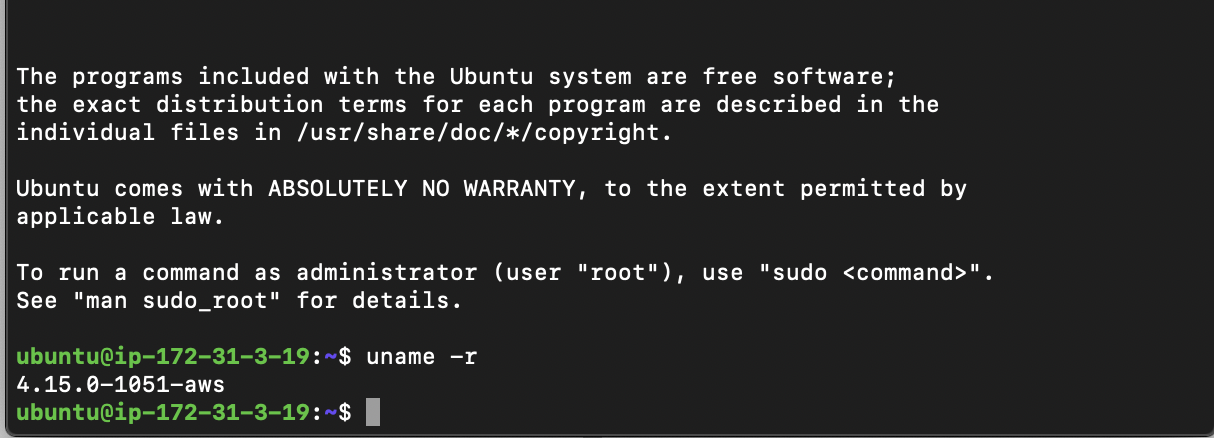 The programs included with the Ubuntu system are free software;
the exact distribution terms for each program are described in the
individual files in /usr/share/doc/*/copyright.
Ubuntu comes with ABSOLUTELY NO WARRANTY, to the extent permitted by
applicable law.
To run a command as administrator (user "root"), use "sudo <command>".
See "man sudo_root" for details.
ubuntu@ip-172-31-3-19:~$ uname -r
4.15.0-1051-aws
ubuntu@ip-172-31-3-19:~$